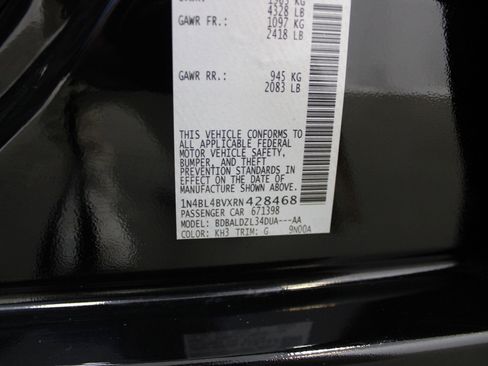 4328 LB
GAWR FR.: 1097 KG
2418 LB
GAWR RR.: 945 KG
2083 LB
THIS VEHICLE CONFORMS TO
ALL APPLICABLE FEDERAL
MOTOR VEHICLE SAFETY,
BUMPER, AND THEFT
PREVENTION STANDARDS IN
EFFECT ON THE DATE OF
MANUFACTURE SHOWN ABOVE.
1N4BL4BVXRN428468
PASSENGER CAR 671398
MODEL: BDBALDZL34DUA---AA
COLOR: KH3 TRIM: G 9N00A